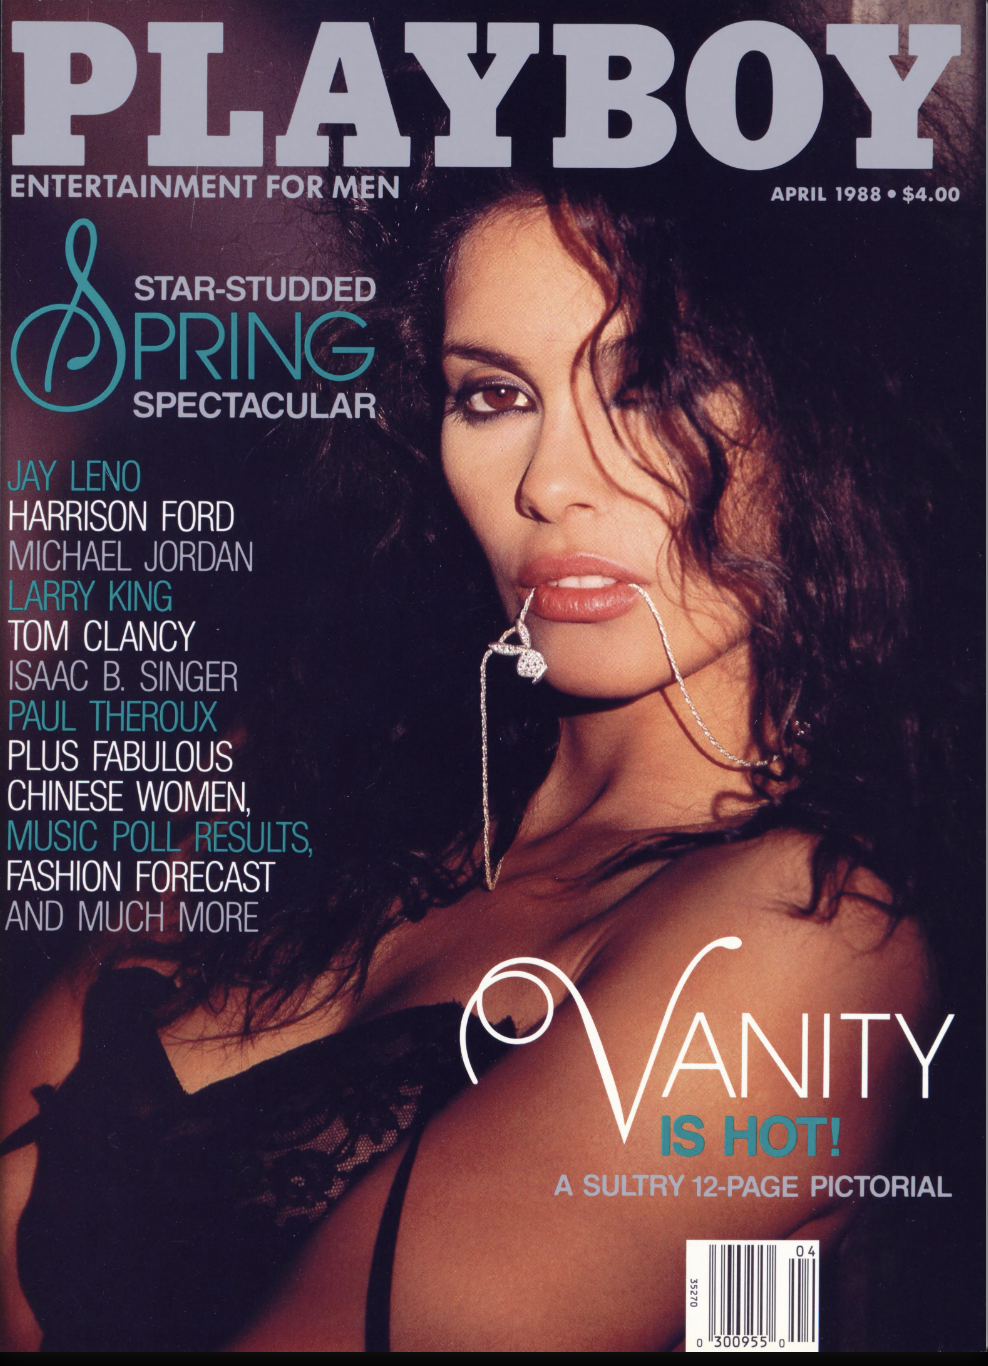 PLAYBOY
ENTERTAINMENT FOR MEN
APRIL 1988 • $4.00
STAR-STUDDED
SPRING
SPECTACULAR
JAY LENO
HARRISON FORD
MICHAEL JORDAN
LARRY KING
TOM CLANCY
ISAAC B. SINGER
PAUL THEROUX
PLUS FABULOUS
CHINESE WOMEN,
MUSIC POLL RESULTS,
FASHION FORECAST
AND MUCH MORE
VANITY
IS HOT!
A SULTRY 12-PAGE PICTORIAL
04
35270
0 300955 0